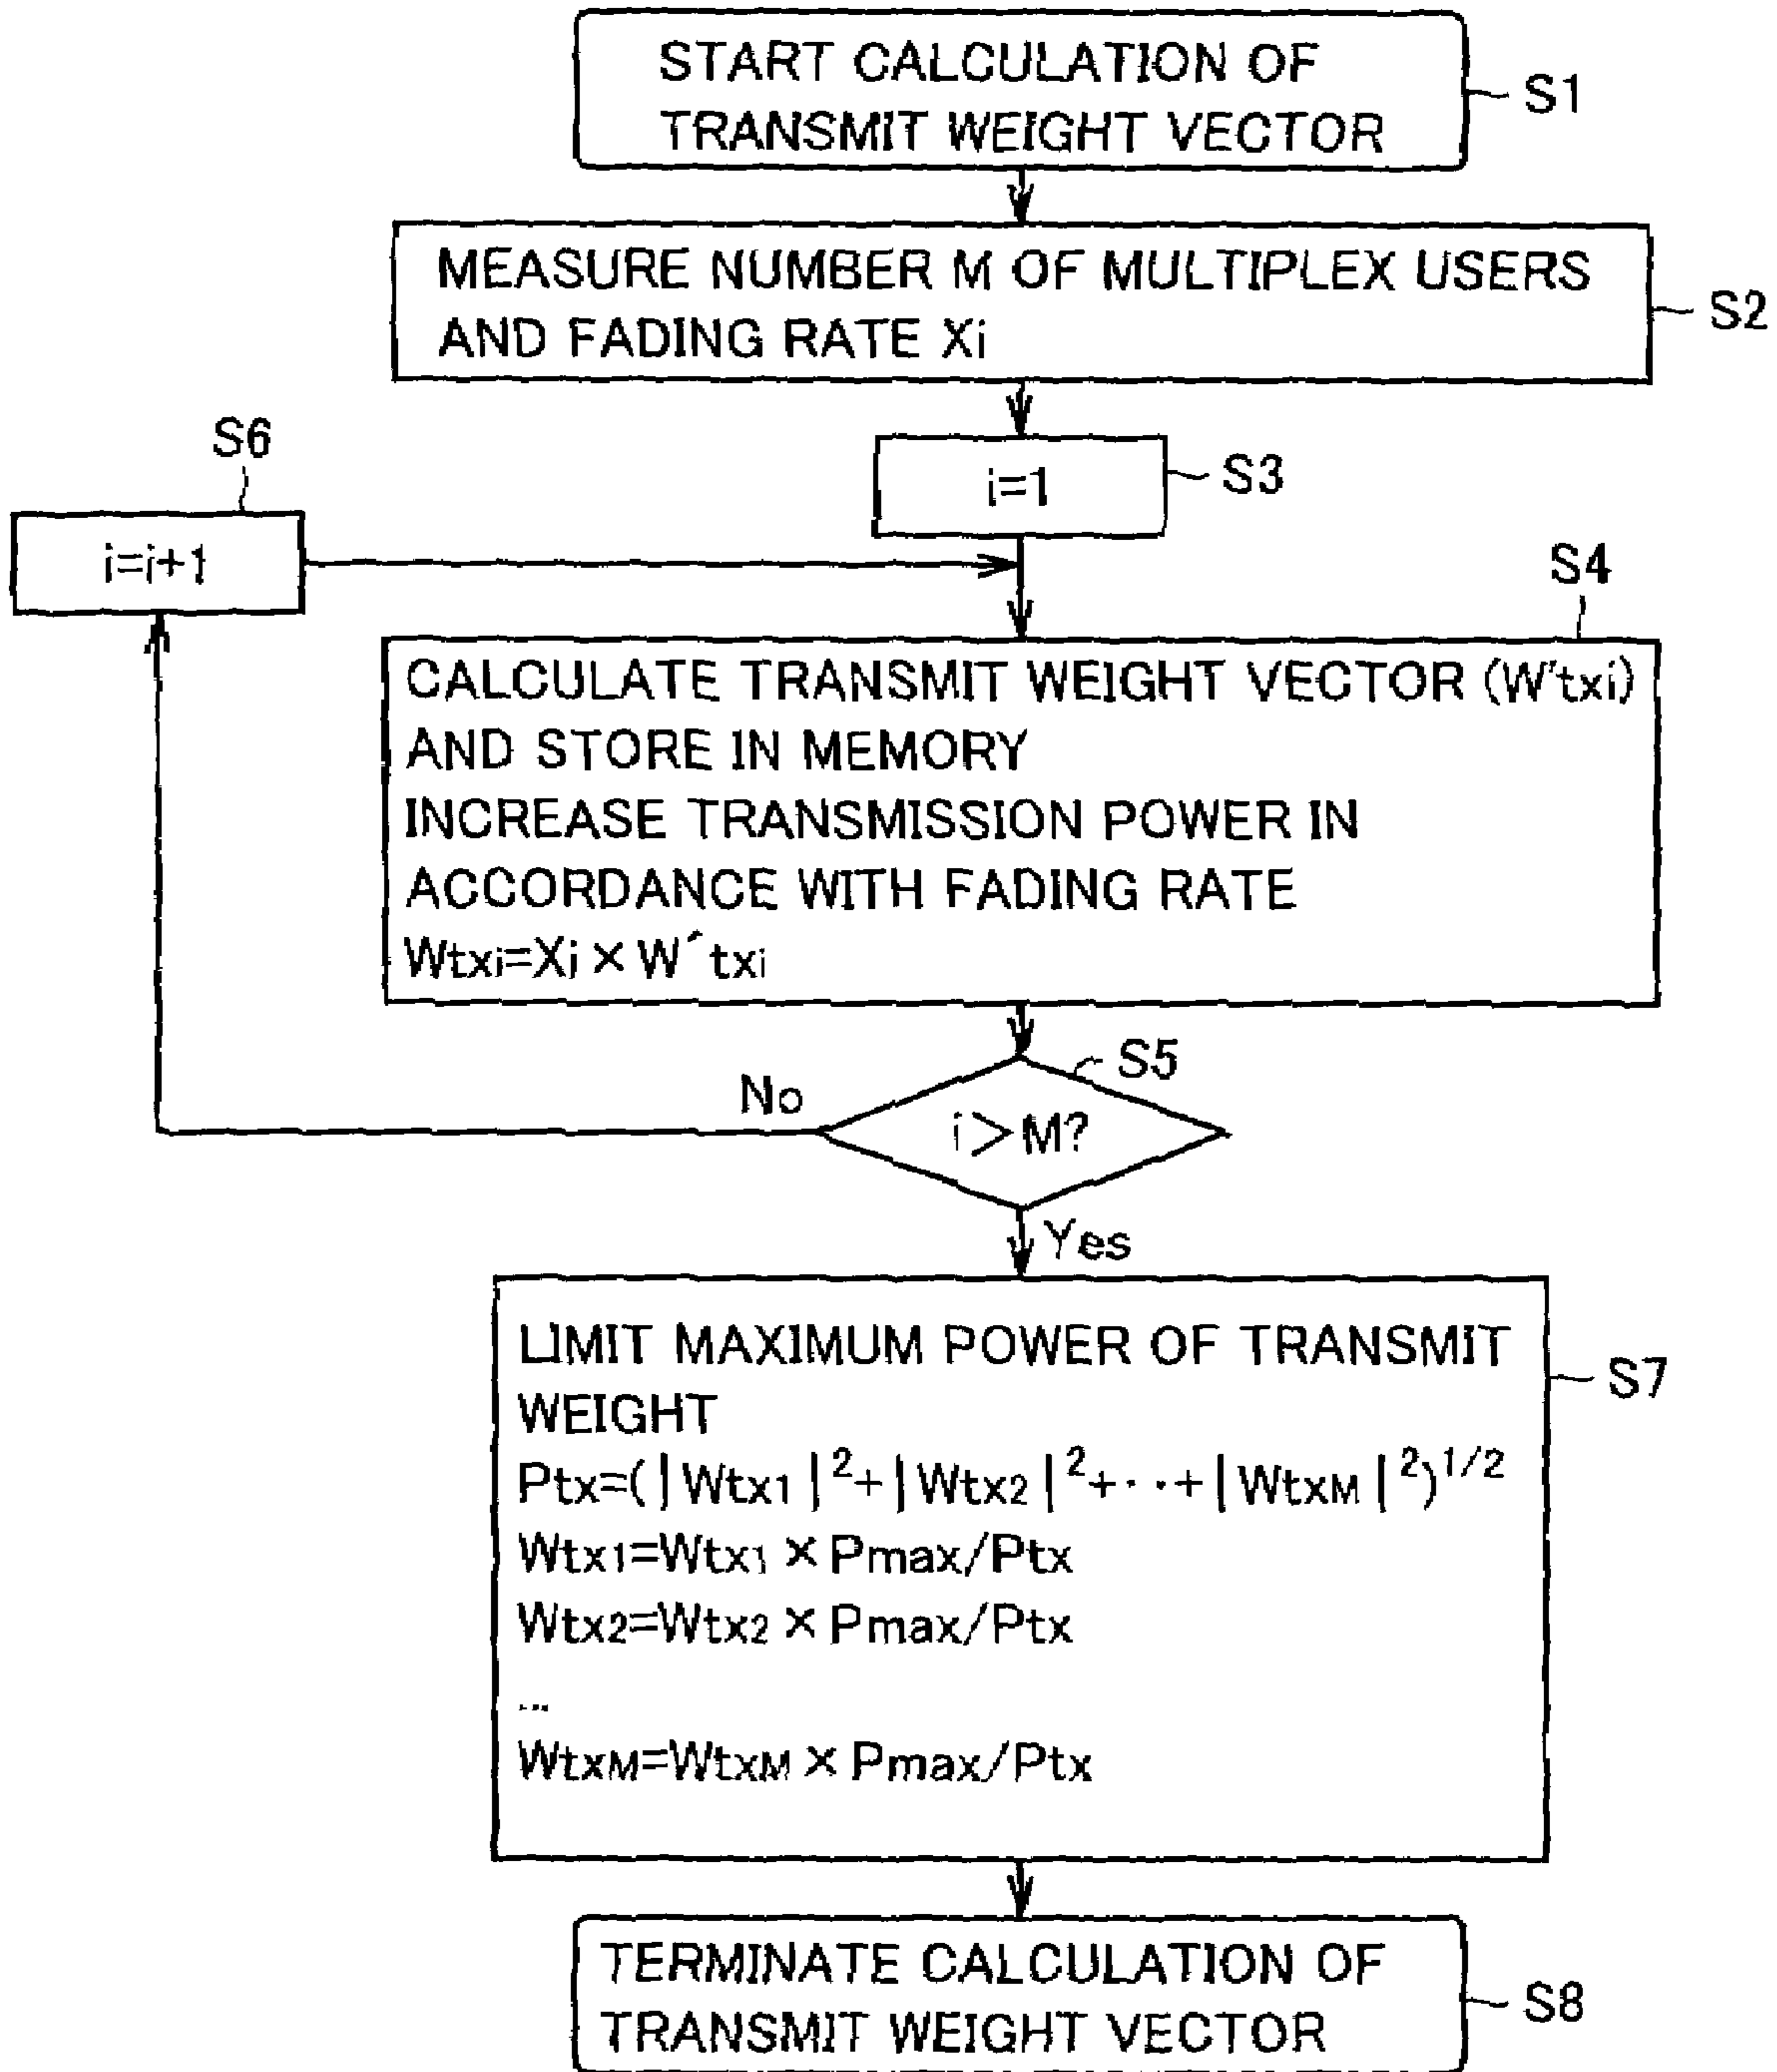 START CALCULATION OF
TRANSMIT WEIGHT VECTOR
S1
MEASURE NUMBER M OF MULTIPLEX USERS
AND FADING RATE Xi
S2
S6
i=1
S3
i=i+1
S4
CALCULATE TRANSMIT WEIGHT VECTOR (W'txi)
AND STORE IN MEMORY
INCREASE TRANSMISSION POWER IN
ACCORDANCE WITH FADING RATE
Wtxi=Xi × W´txi
S5
No
i>M?
Yes
LIMIT MAXIMUM POWER OF TRANSMIT
WEIGHT
S7
Ptx=(|Wtx1|²+|Wtx2|²+・・+|WtxM|²)^1/2
Wtx1=Wtx1 × Pmax/Ptx
Wtx2=Wtx2 × Pmax/Ptx
...
WtxM=WtxM × Pmax/Ptx
TERMINATE CALCULATION OF
TRANSMIT WEIGHT VECTOR
S8